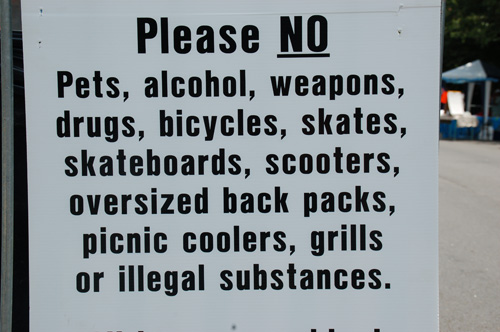 Please NO
Pets, alcohol, weapons,
drugs, bicycles, skates,
skateboards, scooters,
oversized back packs,
picnic coolers, grills
or illegal substances.